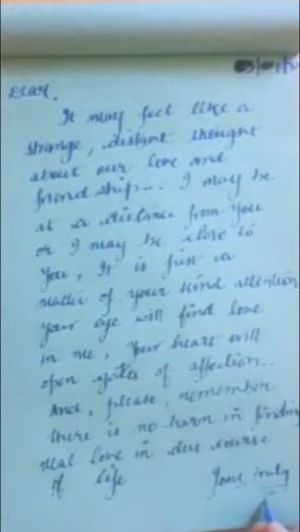 Dear,
It may feel like a
strange, distant thought
about our love and
friendship... I may be
at a distance from you
or I may be close to
you, It is just a
matter of your kind attention
your eye will find love
in me, your heart will
open gates of affection..
And, please, remember
there is no harm in finding
real love in due course
of life
Yours truly